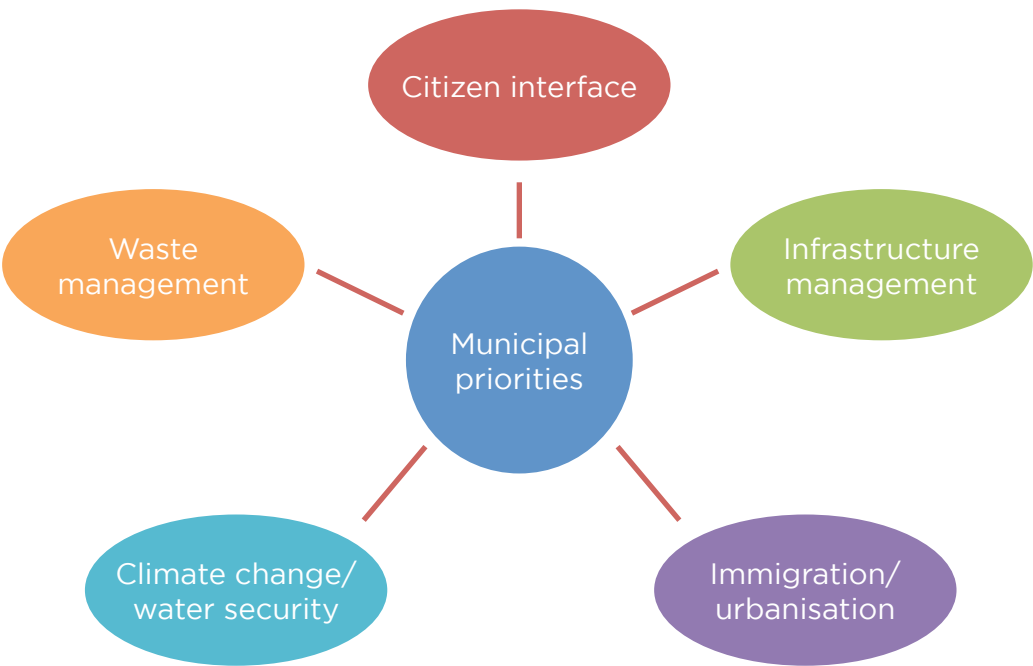 Citizen interface
Waste
management
Infrastructure
management
Municipal
priorities
Climate change/
water security
Immigration/
urbanisation